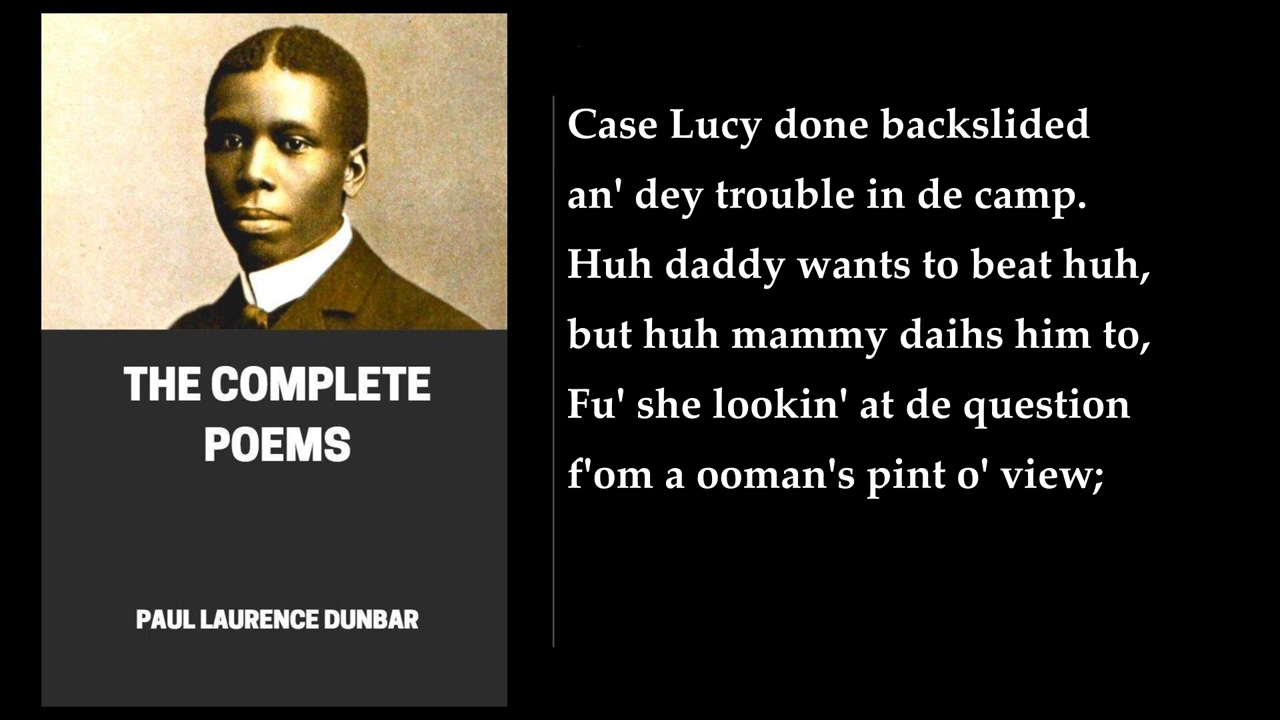 THE COMPLETE
POEMS
PAUL LAURENCE DUNBAR
Case Lucy done backslided
an' dey trouble in de camp.
Huh daddy wants to beat huh,
but huh mammy daihs him to,
Fu' she lookin' at de question
f'om a ooman's pint o' view;